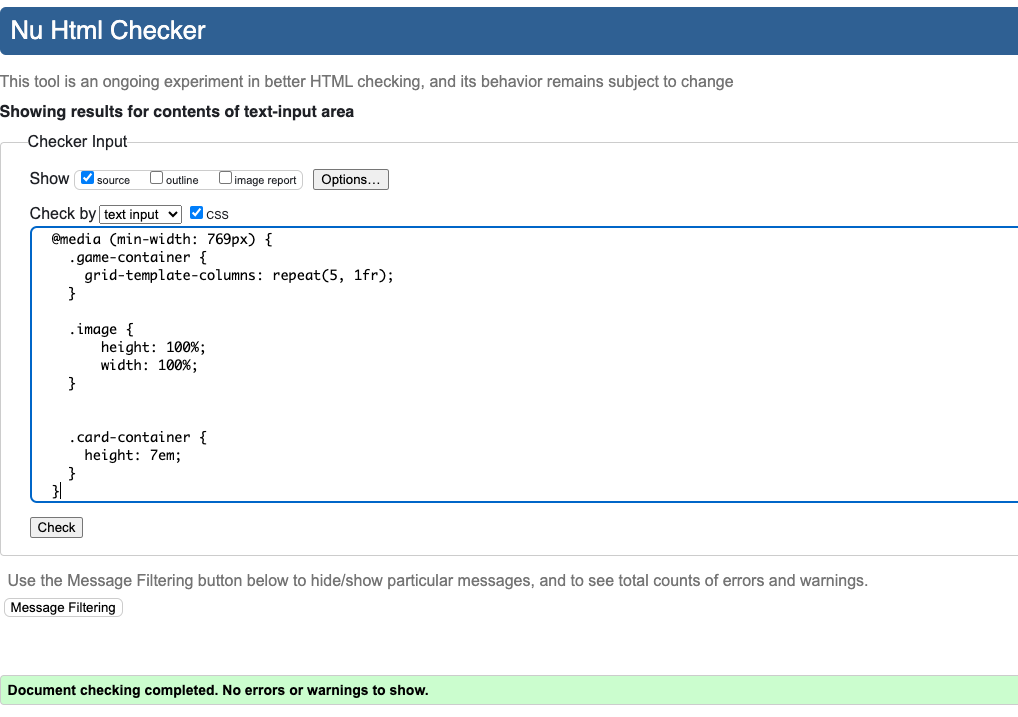 Nu Html Checker
This tool is an ongoing experiment in better HTML checking, and its behavior remains subject to change
Showing results for contents of text-input area
Checker Input
Show source outline image report Options...
Check by text input css
@media (min-width: 769px) {
.game-container {
grid-template-columns: repeat(5, 1fr);
}
.image {
height: 100%;
width: 100%;
}
.card-container {
height: 7em;
}
}
Check
Use the Message Filtering button below to hide/show particular messages, and to see total counts of errors and warnings.
Message Filtering
Document checking completed. No errors or warnings to show.